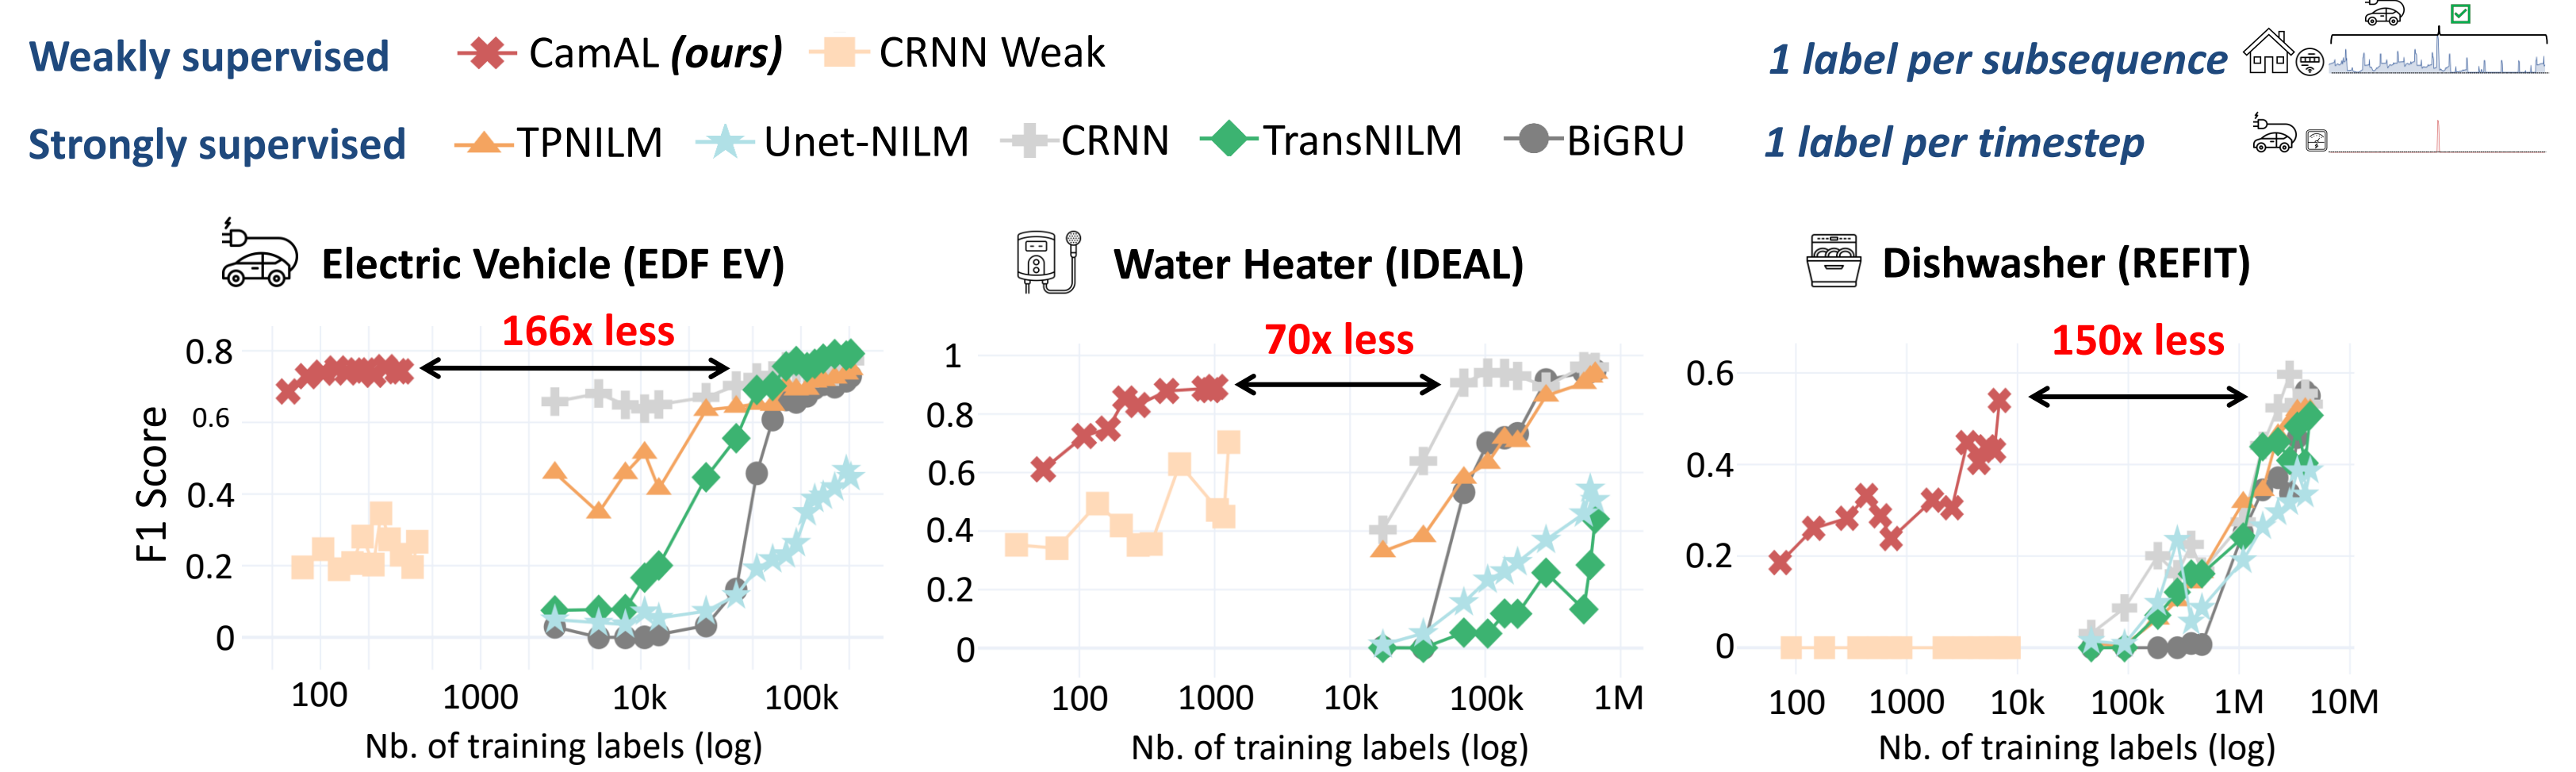 Weakly supervised CamAL (ours) CRNN Weak 1 label per subsequence
Strongly supervised TPNILM Unet-NILM CRNN TransNILM BiGRU 1 label per timestep
Electric Vehicle (EDF EV)
166x less
F1 Score
0.8
0.6
0.4
0.2
0
100 1000 10k 100k
Nb. of training labels (log)
Water Heater (IDEAL)
70x less
1
0.8
0.6
0.4
0.2
0
100 1000 10k 100k 1M
Nb. of training labels (log)
Dishwasher (REFIT)
150x less
0.6
0.4
0.2
0
100 1000 10k 100k 1M 10M
Nb. of training labels (log)